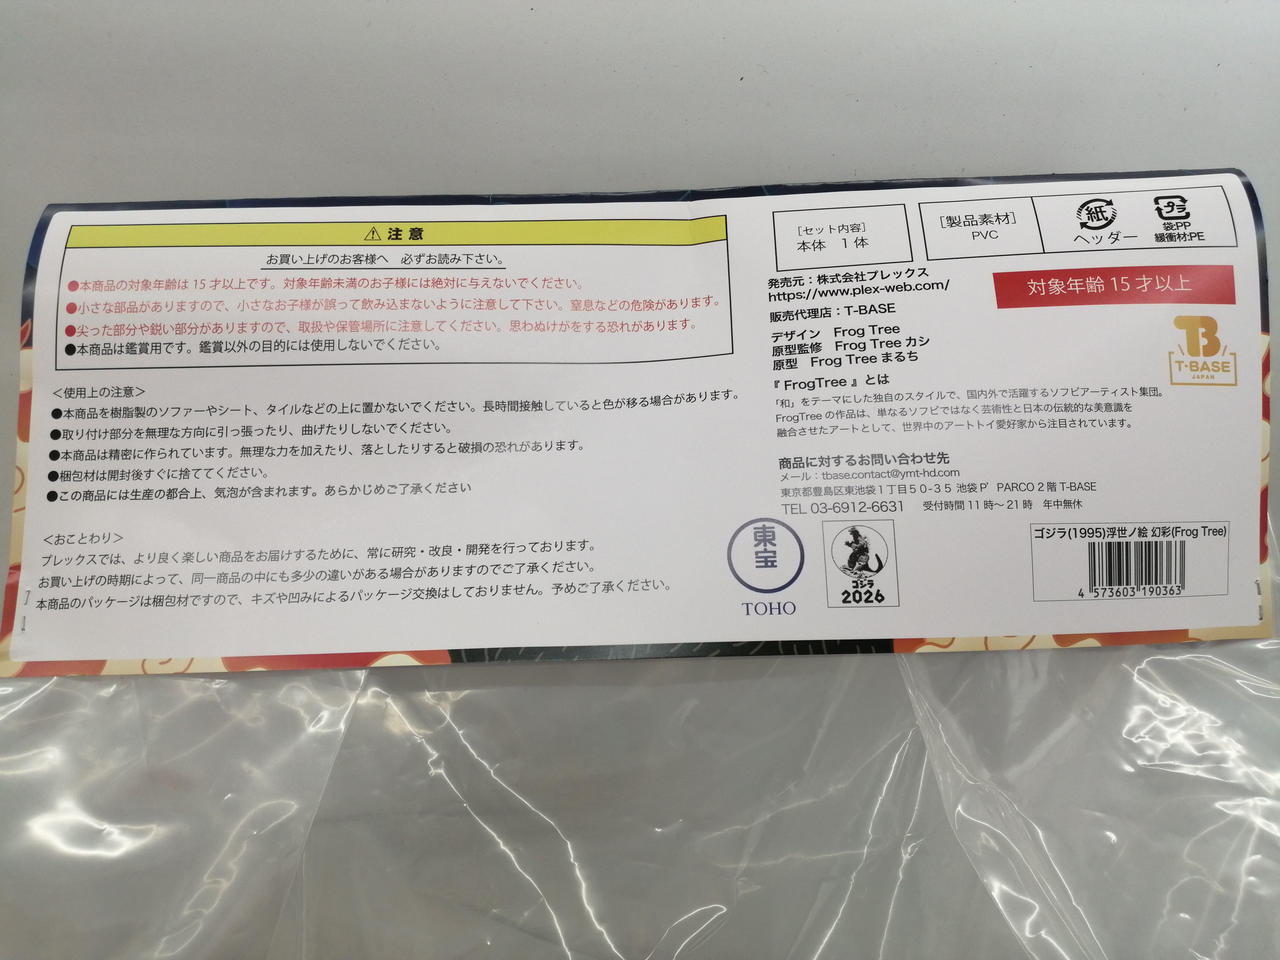 ⚠ 注意
お買い上げのお客様へ　必ずお読み下さい。
●本商品の対象年齢は 15 才以上です。対象年齢未満のお子様には絶対に与えないでください。
●小さな部品がありますので、小さなお子様が誤って飲み込まないように注意して下さい。窒息などの危険があります。
●尖った部分や鋭い部分がありますので、取扱や保管場所に注意してください。思わぬけがをする恐れがあります。
●本商品は鑑賞用です。鑑賞以外の目的には使用しないでください。
＜使用上の注意＞
●本商品を樹脂製のソファーやシート、タイルなどの上に置かないでください。長時間接触していると色が移る場合があります。
●取り付け部分を無理な方向に引っ張ったり、曲げたりしないでください。
●本商品は精密に作られています。無理な力を加えたり、落としたりすると破損の恐れがあります。
●梱包材は開封後すぐに捨ててください。
●この商品には生産の都合上、気泡が含まれます。あらかじめご了承ください
＜おことわり＞
プレックスでは、より良く楽しい商品をお届けするために、常に研究・改良・開発を行っております。
お買い上げの時期によって、同一商品の中にも多少の違いがある場合がありますのでご了承ください。
本商品のパッケージは梱包材ですので、キズや凹みによるパッケージ交換はしておりません。予めご了承ください。
［セット内容］
本体　1 体
［製品素材］
PVC
紙
ヘッダー
プラ
袋:PP
緩衝材:PE
発売元：株式会社プレックス
https://www.plex-web.com/
販売代理店：T-BASE
対象年齢 15 才以上
デザイン　Frog Tree
原型監修　Frog Tree カシ
原型　Frog Tree まるち
TB
T-BASE
JAPAN
『 FrogTree 』とは
「和」をテーマにした独自のスタイルで、国内外で活躍するソフビアーティスト集団。
FrogTree の作品は、単なるソフビではなく芸術性と日本の伝統的な美意識を
融合させたアートとして、世界中のアートトイ愛好家から注目されています。
商品に対するお問い合わせ先
メール：tbase.contact@ymt-hd.com
東京都豊島区東池袋１丁目５0-３５ 池袋Ｐ’ PARCO２階 T-BASE
TEL 03-6912-6631　受付時間 11 時～ 21 時　年中無休
東宝
TOHO
ゴジラ
2026
ゴジラ(1995)浮世ノ絵 幻彩(Frog Tree)
4 573603 190363